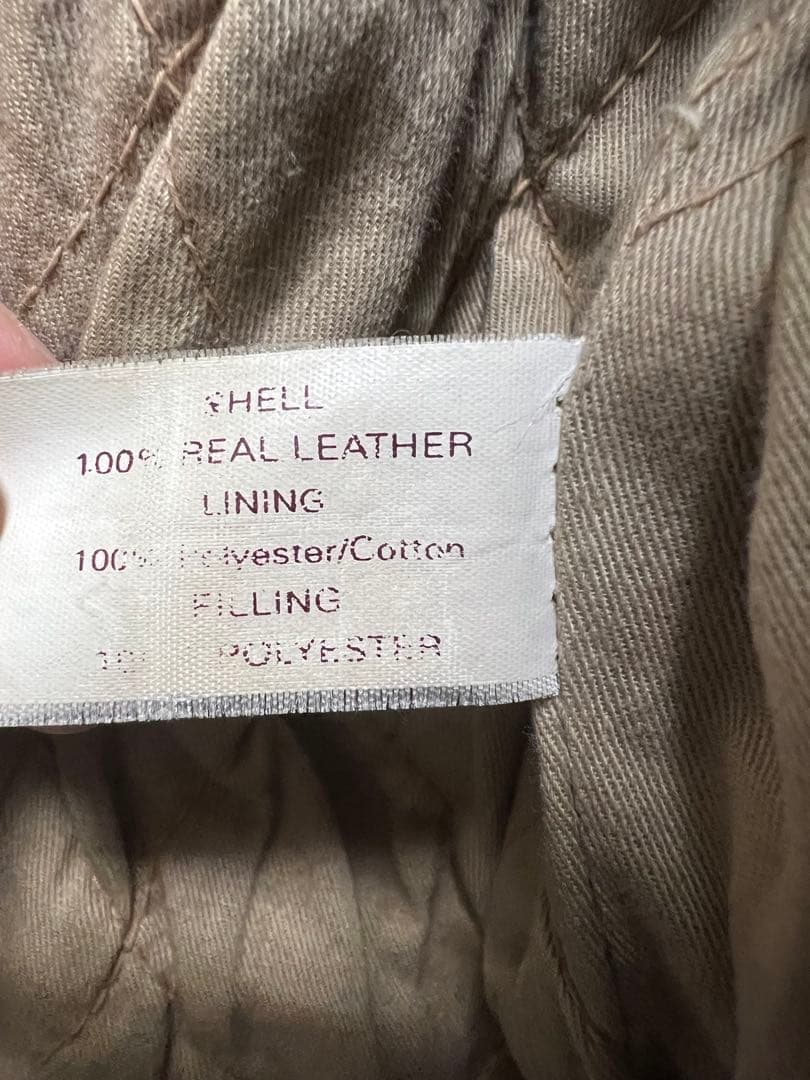 SHELL
100% REAL LEATHER
LINING
100% Polyester/Cotton
FILLING
POLYESTER